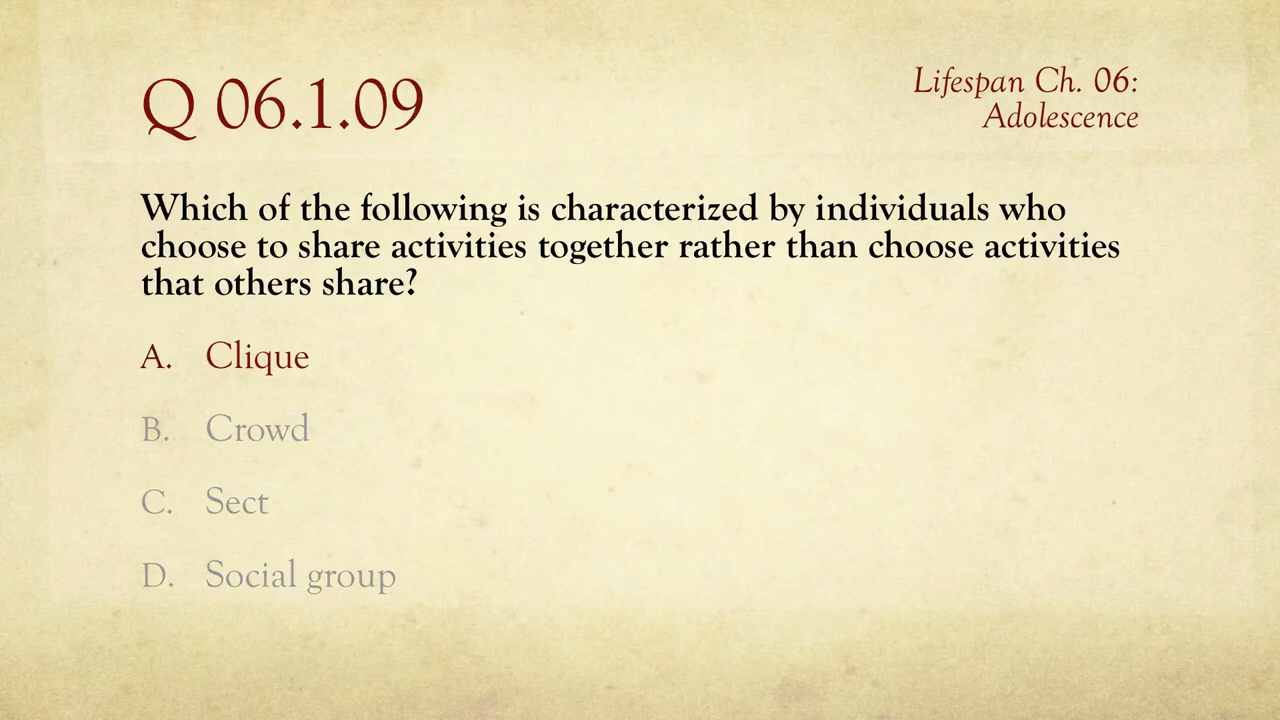 Q 06.1.09
Lifespan Ch. 06:
Adolescence
Which of the following is characterized by individuals who
choose to share activities together rather than choose activities
that others share?
A. Clique
B. Crowd
C. Sect
D. Social group